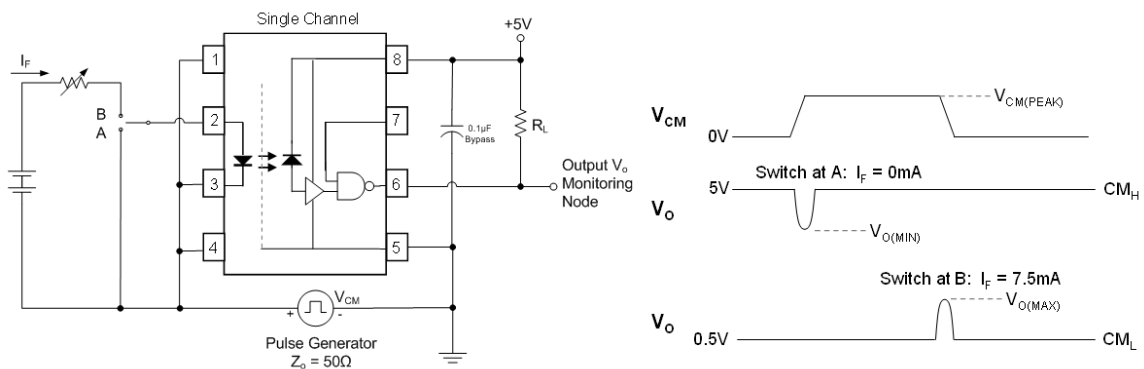 Single Channel
+5V
I_F
1
8
B
A
2
7
0.1µF
Bypass
R_L
3
6
Output V_o
Monitoring
Node
4
5
V_CM
+
-
Pulse Generator
Z_o = 50Ω
V_CM
0V
V_CM(PEAK)
Switch at A: I_F = 0mA
5V
V_O
CM_H
V_O(MIN)
Switch at B: I_F = 7.5mA
V_O(MAX)
V_O
0.5V
CM_L